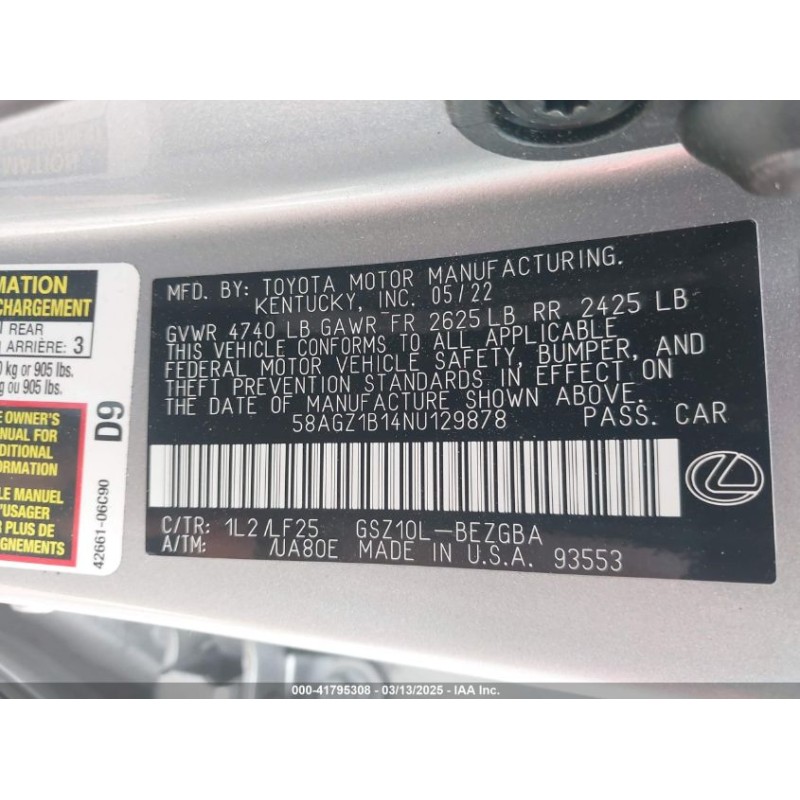 MATION
CHARGEMENT
REAR
ARRIÈRE: 3
kg or 905 lbs.
kg ou 905 lbs.
OWNER'S
MANUAL FOR
ADDITIONAL
INFORMATION
LE MANUEL
L'USAGER
PLUS DE
D9
42661-06C90
MFD. BY: TOYOTA MOTOR MANUFACTURING.
KENTUCKY, INC. 05/22
GVWR 4740 LB GAWR FR 2625 LB RR 2425 LB
THIS VEHICLE CONFORMS TO ALL APPLICABLE
FEDERAL MOTOR VEHICLE SAFETY, BUMPER, AND
THEFT PREVENTION STANDARDS IN EFFECT ON
THE DATE OF MANUFACTURE SHOWN ABOVE.
58AGZ1B14NU129878 PASS. CAR
C/TR: 1L2 /LF25 GSZ10L-BEZGBA
A/TM: /UA80E MADE IN U.S.A. 93553
000-41795308 - 03/13/2025 - IAA Inc.